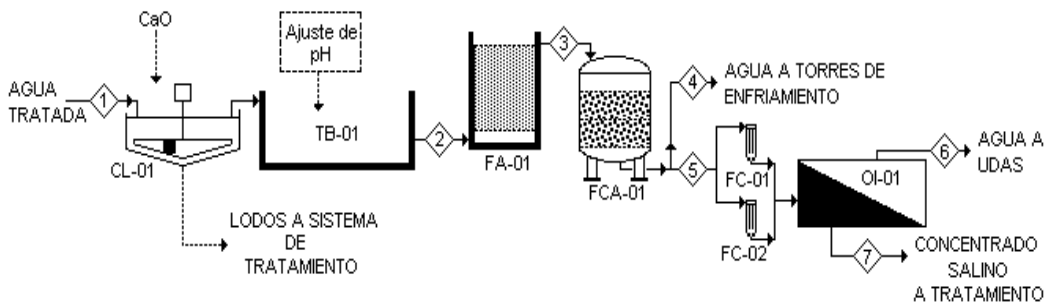 CaO
Ajuste de
pH
AGUA
TRATADA
1
CL-01
TB-01
2
FA-01
3
FCA-01
4
AGUA A TORRES DE
ENFRIAMIENTO
5
FC-01
FC-02
OI-01
6
AGUA A
UDAS
7
CONCENTRADO
SALINO
A TRATAMIENTO
LODOS A SISTEMA
DE
TRATAMIENTO